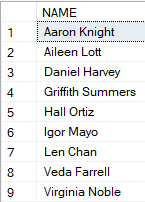 NAME
1 Aaron Knight
2 Aileen Lott
3 Daniel Harvey
4 Griffith Summers
5 Hall Ortiz
6 Igor Mayo
7 Len Chan
8 Veda Farrell
9 Virginia Noble